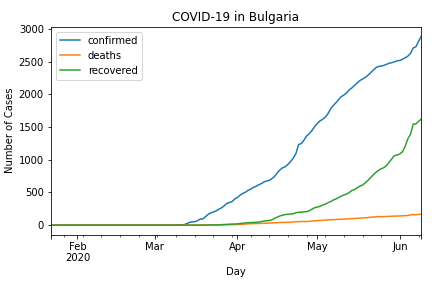 COVID-19 in Bulgaria
confirmed
deaths
recovered
3000
2500
2000
1500
1000
500
0
Number of Cases
Feb
2020
Mar
Apr
May
Jun
Day